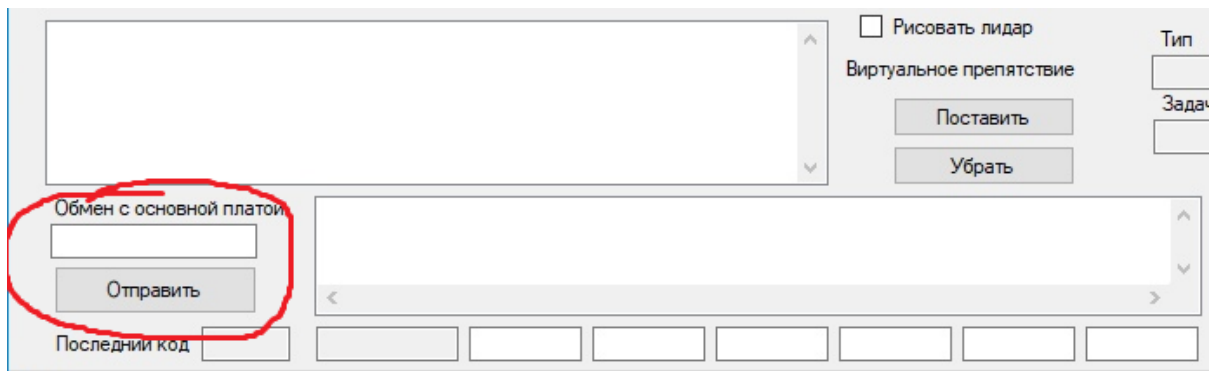 Рисовать лидар
Тип
Виртуальное препятствие
Поставить
Задач
Убрать
Обмен с основной платой
Отправить
Последний код